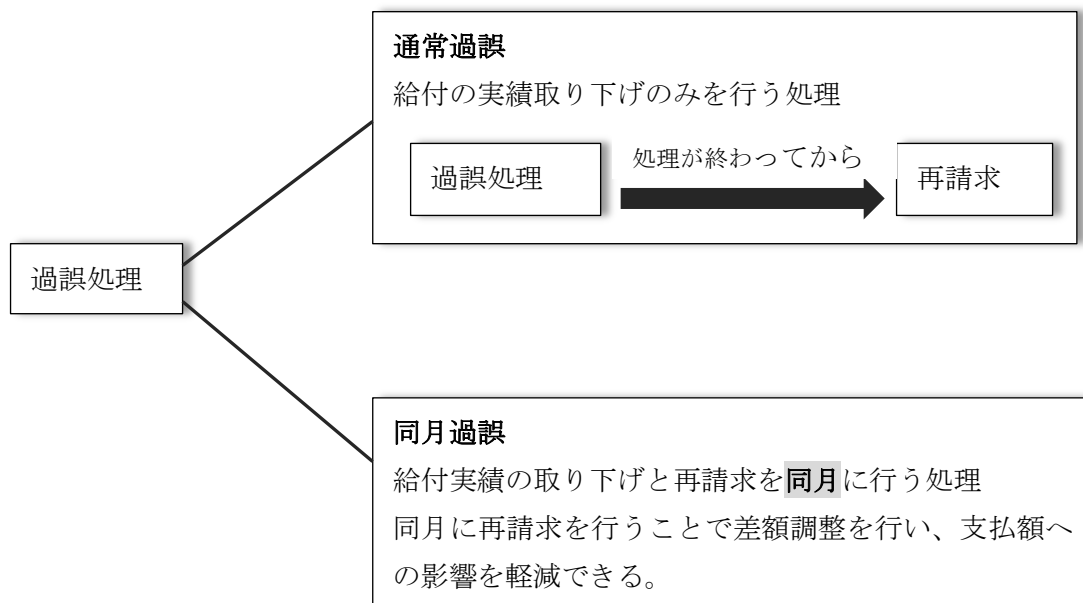 通常過誤
給付の実績取り下げのみを行う処理
過誤処理
処理が終わってから
再請求
過誤処理
同月過誤
給付実績の取り下げと再請求を同月に行う処理
同月に再請求を行うことで差額調整を行い、支払額へ
の影響を軽減できる。